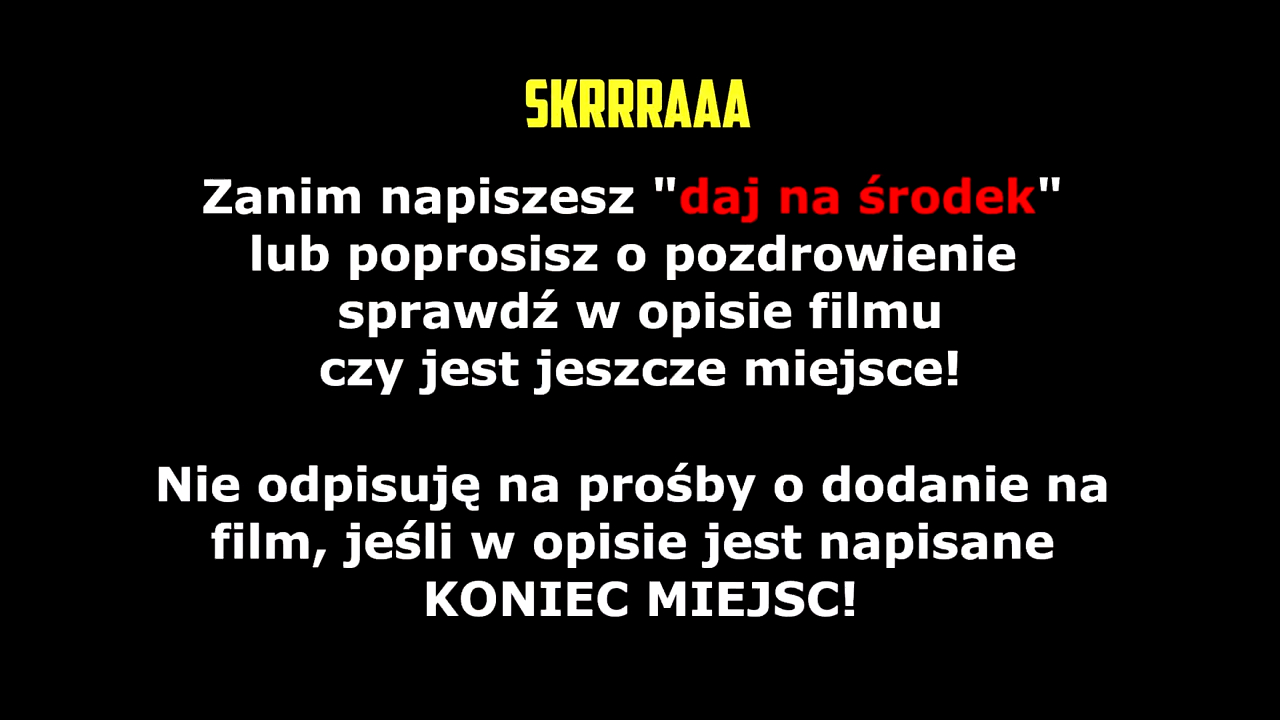 SKRRRAAA
Zanim napiszesz "daj na środek"
lub poprosisz o pozdrowienie
sprawdź w opisie filmu
czy jest jeszcze miejsce!
Nie odpisuję na prośby o dodanie na
film, jeśli w opisie jest napisane
KONIEC MIEJSC!